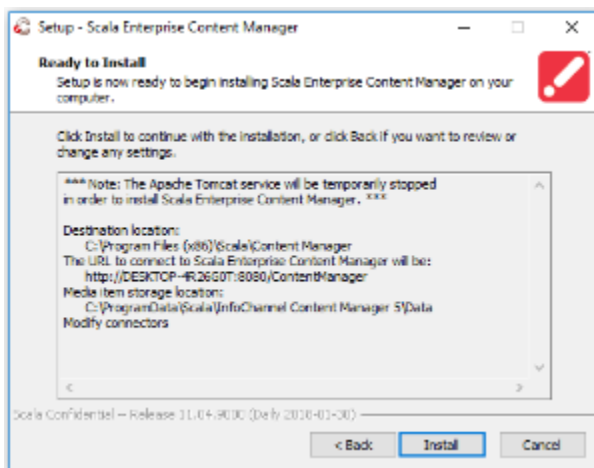 Setup - Scala Enterprise Content Manager
Ready to Install
Setup is now ready to begin installing Scala Enterprise Content Manager on your
computer.
Click Install to continue with the installation, or click Back if you want to review or
change any settings.
*** Note: The Apache Tomcat service will be temporarily stopped
in order to install Scala Enterprise Content Manager. ***
Destination location:
C:\Program Files (x86)\Scala\Content Manager
The URL to connect to Scala Enterprise Content Manager will be:
http://DESKTOP-4R26G0T:8080/ContentManager
Media item storage location:
C:\ProgramData\Scala\InfoChannel Content Manager 5\Data
Modify connectors
Scala Confidential -- Release 11.04.9000 (Daily 2018-01-30)
< Back
Install
Cancel